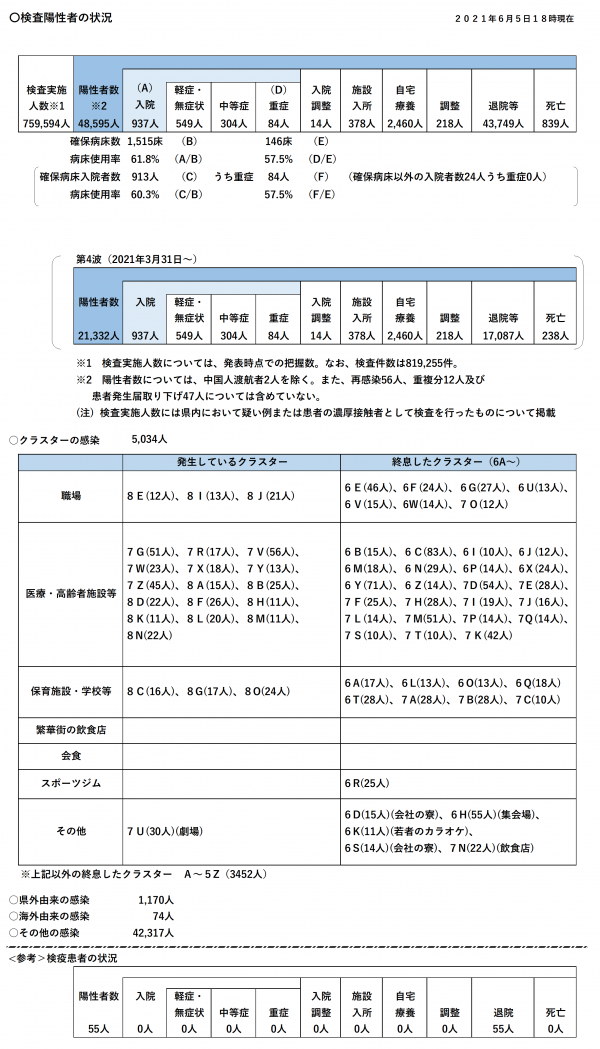 〇検査陽性者の状況
２０２１年６月５日１８時現在
検査実施 陽性者数 （A） 軽症・ 中等症 （D） 入院 施設 自宅 調整 退院等 死亡
人数※1 ※2 入院 無症状 重症 調整 入所 療養
759,594人 48,595人 937人 549人 304人 84人 14人 378人 2,460人 218人 43,749人 839人
確保病床数 1,515床 （B） 146床 （E）
病床使用率 61.8% （A/B） 57.5% （D/E）
確保病床入院者数 913人 （C） うち重症 84人 （F） （確保病床以外の入院者数24人うち重症0人）
病床使用率 60.3% （C/B） 57.5% （F/E）
第4波（2021年3月31日～）
陽性者数 入院 軽症・ 中等症 重症 入院 施設 自宅 調整 退院等 死亡
無症状 調整 入所 療養
21,332人 937人 549人 304人 84人 14人 378人 2,460人 218人 17,087人 238人
※1 検査実施人数については、発表時点での把握数。なお、検査件数は819,255件。
※2 陽性者数については、中国人渡航者2人を除く。また、再感染56人、重複分12人及び
患者発生届取り下げ47人については含めていない。
（注）検査実施人数には県内において疑い例または患者の濃厚接触者として検査を行ったものについて掲載
○クラスターの感染 5,034人
発生しているクラスター 終息したクラスター（6A～）
職場
８Ｅ(12人)、８Ｉ(13人)、８Ｊ(21人)
６Ｅ(46人)、６Ｆ(24人)、６Ｇ(27人)、６Ｕ(13人)、
６Ｖ(15人)、６W(14人)、７Ｏ(12人)
医療・高齢者施設等
７Ｇ(51人)、７Ｒ(17人)、７Ｖ(56人)、
７Ｗ(23人)、７Ｘ(18人)、７Ｙ(13人)、
７Ｚ(45人)、８Ａ(15人)、８Ｂ(25人)、
８Ｄ(22人)、８Ｆ(26人)、８Ｈ(11人)、
８Ｋ(11人)、８Ｌ(20人)、８Ｍ(11人)、
８Ｎ(22人)
６Ｂ(15人)、６Ｃ(83人)、６Ｉ(10人)、６Ｊ(12人)、
６Ｍ(18人)、６Ｎ(29人)、６Ｐ(14人)、６Ｘ(24人)、
６Ｙ(71人)、６Ｚ(14人)、７Ｄ(54人)、７Ｅ(28人)、
７Ｆ(25人)、７Ｈ(28人)、７Ｉ(19人)、７Ｊ(16人)、
７Ｌ(14人)、７Ｍ(51人)、７Ｐ(14人)、７Ｑ(14人)、
７Ｓ(10人)、７Ｔ(10人)、７Ｋ(42人)
保育施設・学校等
８Ｃ(16人)、８Ｇ(17人)、８Ｏ(24人)
６Ａ(17人)、６Ｌ(13人)、６Ｏ(13人)、６Ｑ(18人)
６Ｔ(28人)、７Ａ(28人)、７Ｂ(28人)、７Ｃ(10人)
繁華街の飲食店
会食
スポーツジム
６Ｒ(25人)
その他
７Ｕ(30人)(劇場)
６Ｄ(15人)(会社の寮)、６Ｈ(55人)(集会場)、
６Ｋ(11人)(若者のカラオケ)、
６Ｓ(14人)(会社の寮)、７Ｎ(22人)(飲食店)
※上記以外の終息したクラスター Ａ～５Ｚ（3452人）
○県外由来の感染 1,170人
○海外由来の感染 74人
○その他の感染 42,317人
＜参考＞検疫患者の状況
陽性者数 入院 軽症・ 中等症 重症 入院 施設 自宅 調整 退院 死亡
無症状 調整 入所 療養
55人 0人 0人 0人 0人 0人 0人 0人 0人 55人 0人